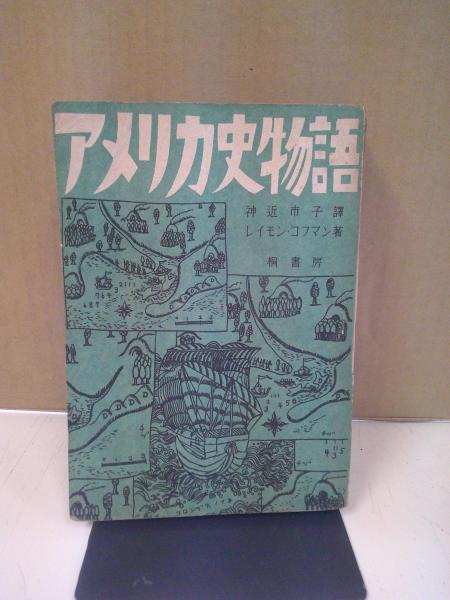 アメリカ史物語
神近市子譯
レイモン・コフマン著
桐書房